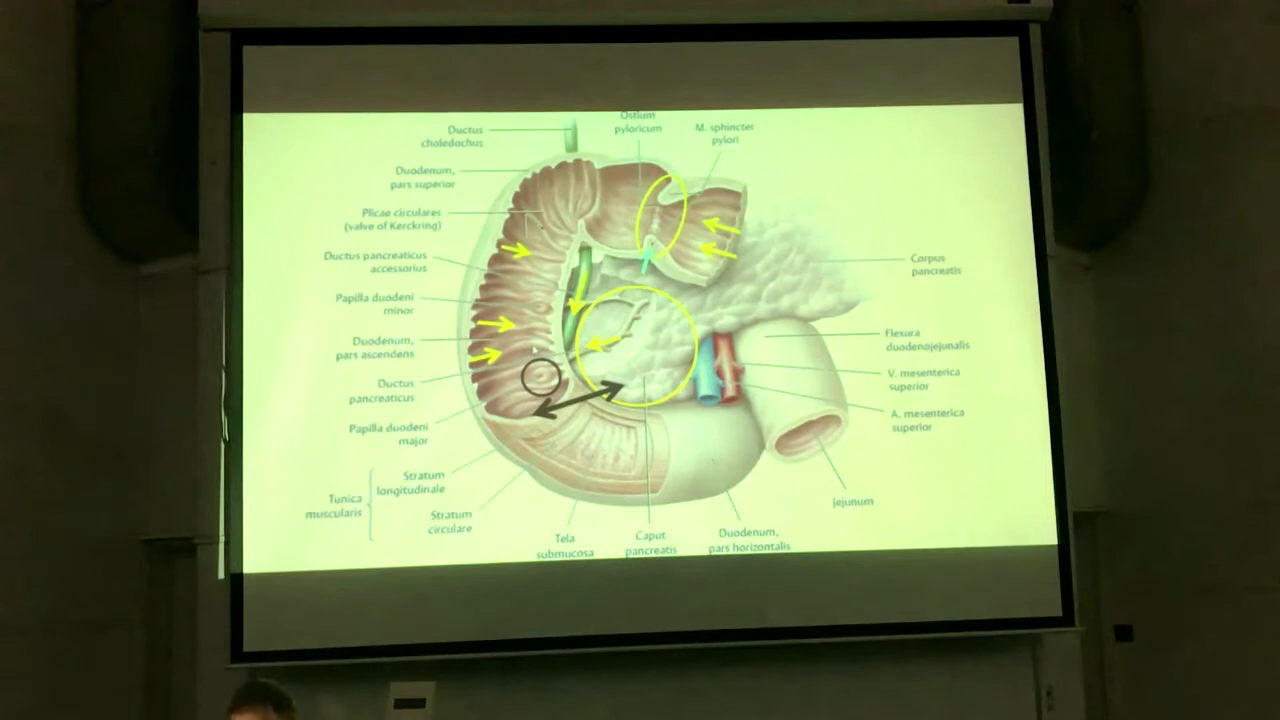 Ductus
choledochus
Duodenum,
pars superior
Plicae circulares
(valve of Kerckring)
Ductus pancreaticus
accessorius
Papilla duodeni
minor
Duodenum,
pars ascendens
Ductus
pancreaticus
Papilla duodeni
major
Tunica
muscularis
Stratum
longitudinale
Stratum
circulare
Tela
submucosa
Caput
pancreatis
Duodenum,
pars horizontalis
Jejunum
A. mesenterica
superior
V. mesenterica
superior
Flexura
duodenojejunalis
Corpus
pancreatis
M. sphincter
pylori
Ostium
pyloricum